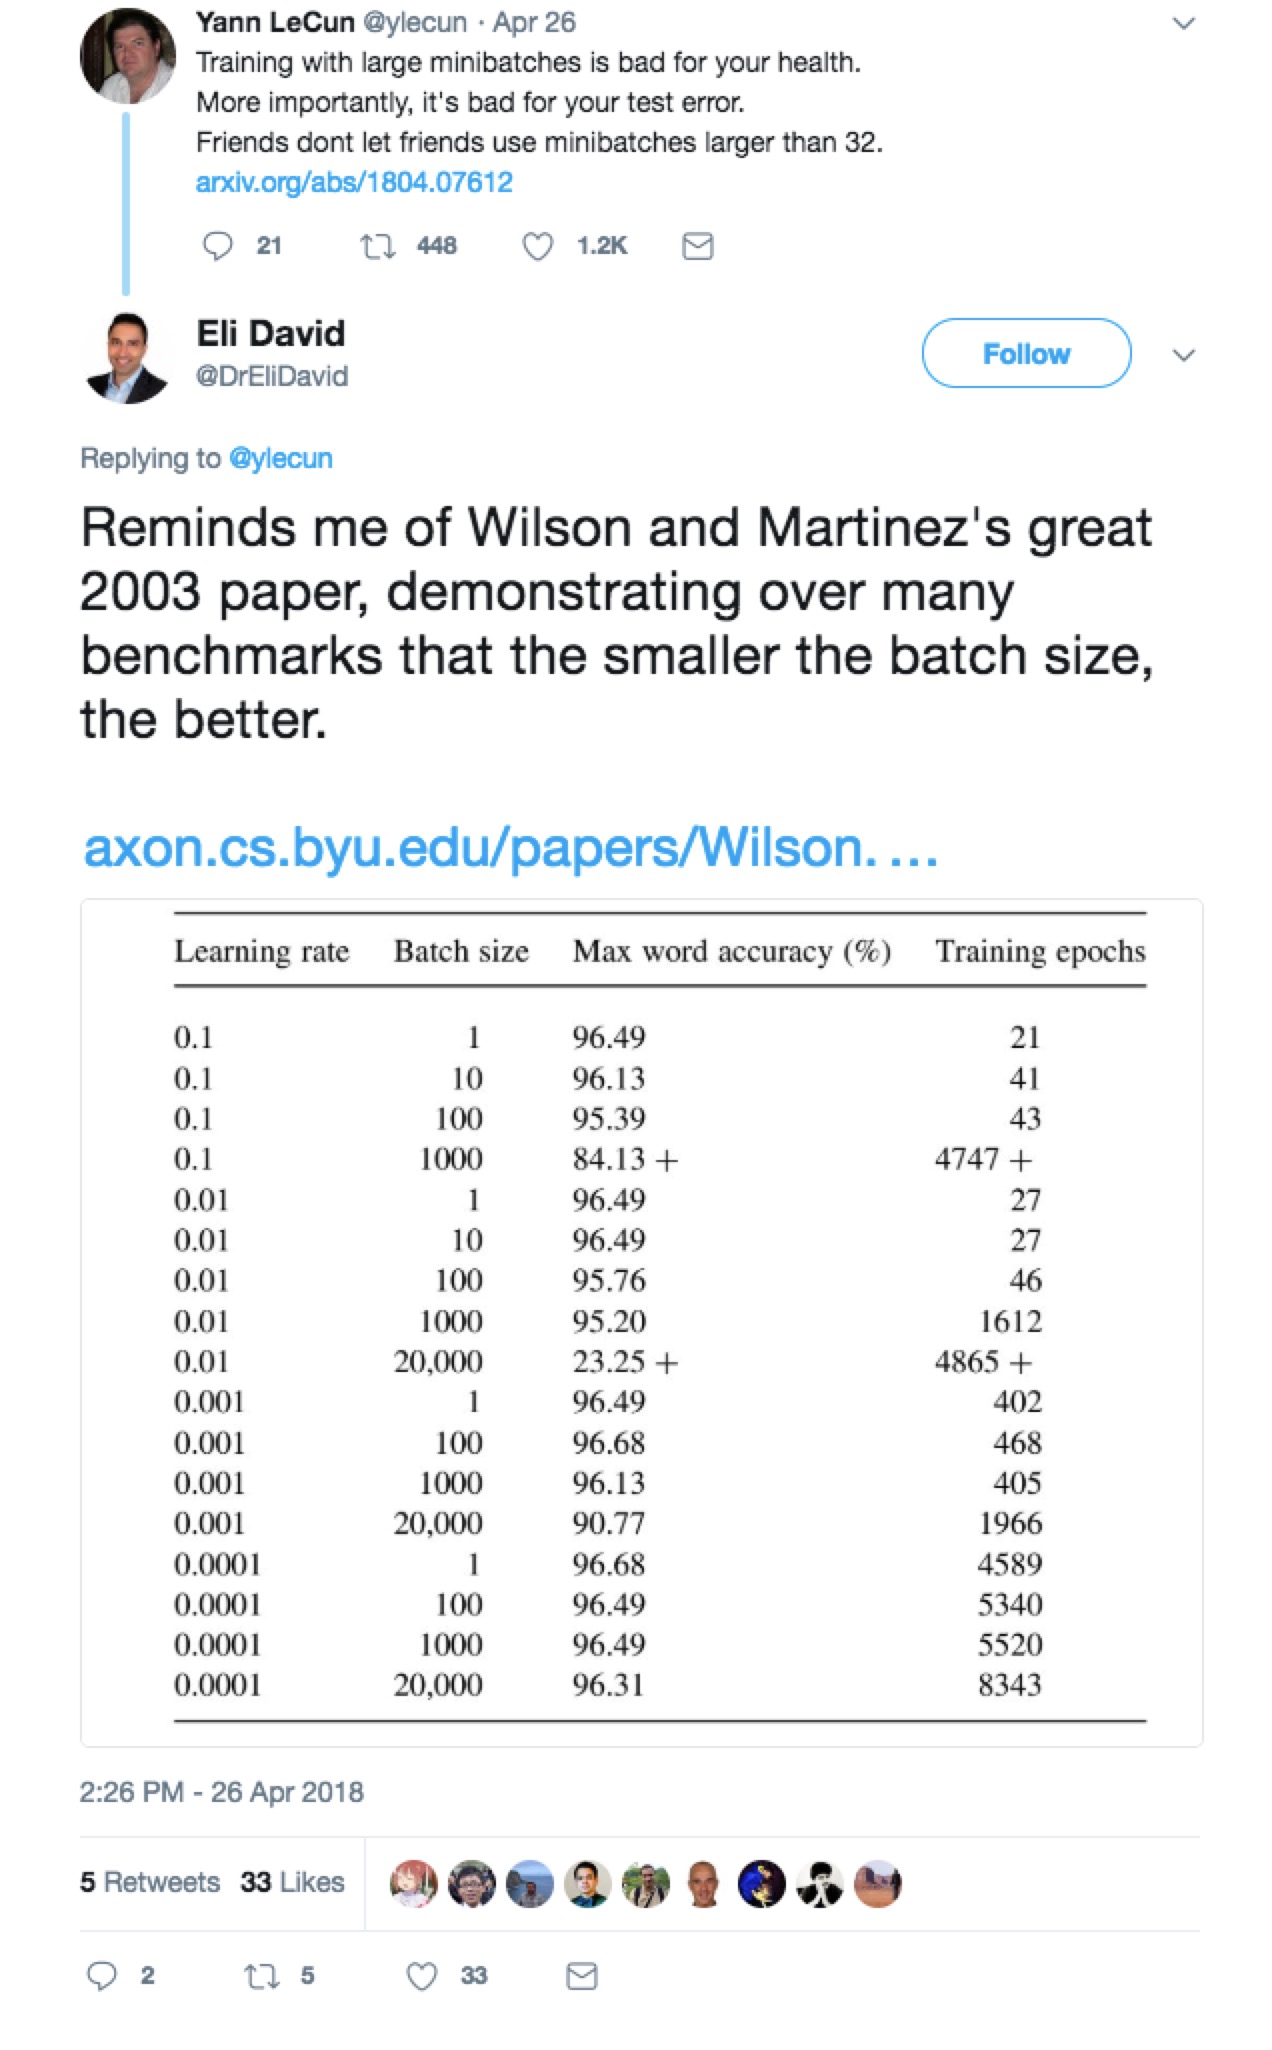 Yann LeCun @ylecun · Apr 26
Training with large minibatches is bad for your health.
More importantly, it's bad for your test error.
Friends dont let friends use minibatches larger than 32.
arxiv.org/abs/1804.07612
21 448 1.2K
Eli David
@DrEliDavid
Follow
Replying to @ylecun
Reminds me of Wilson and Martinez's great
2003 paper, demonstrating over many
benchmarks that the smaller the batch size,
the better.
axon.cs.byu.edu/papers/Wilson. ...
Learning rate Batch size Max word accuracy (%) Training epochs
0.1 1 96.49 21
0.1 10 96.13 41
0.1 100 95.39 43
0.1 1000 84.13 + 4747 +
0.01 1 96.49 27
0.01 10 96.49 27
0.01 100 95.76 46
0.01 1000 95.20 1612
0.01 20,000 23.25 + 4865 +
0.001 1 96.49 402
0.001 100 96.68 468
0.001 1000 96.13 405
0.001 20,000 90.77 1966
0.0001 1 96.68 4589
0.0001 100 96.49 5340
0.0001 1000 96.49 5520
0.0001 20,000 96.31 8343
2:26 PM - 26 Apr 2018
5 Retweets 33 Likes
2 5 33